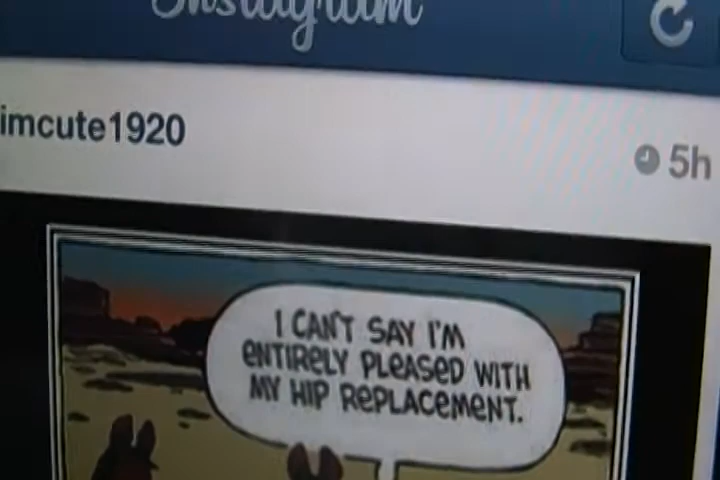 Instagram
imcute1920
5h
I CAN'T SAY I'M
ENTIRELY PLEASED WITH
MY HIP REPLACEMENT.